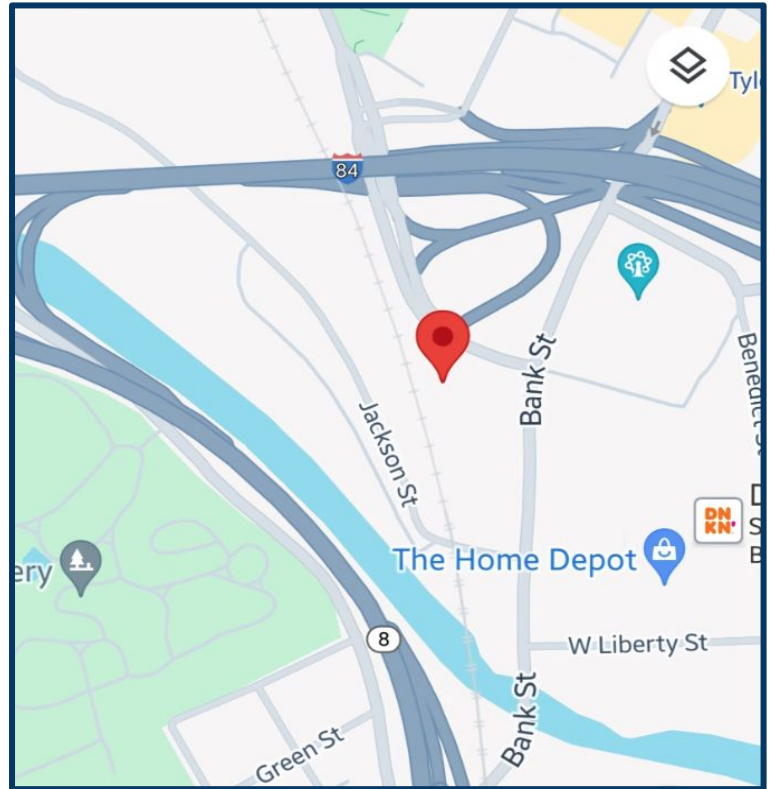 Tyl
84
Bank St
Benedict St
Jackson St
DN
KN'
D
S
B
The Home Depot
ery
8
W Liberty St
Bank St
Green St